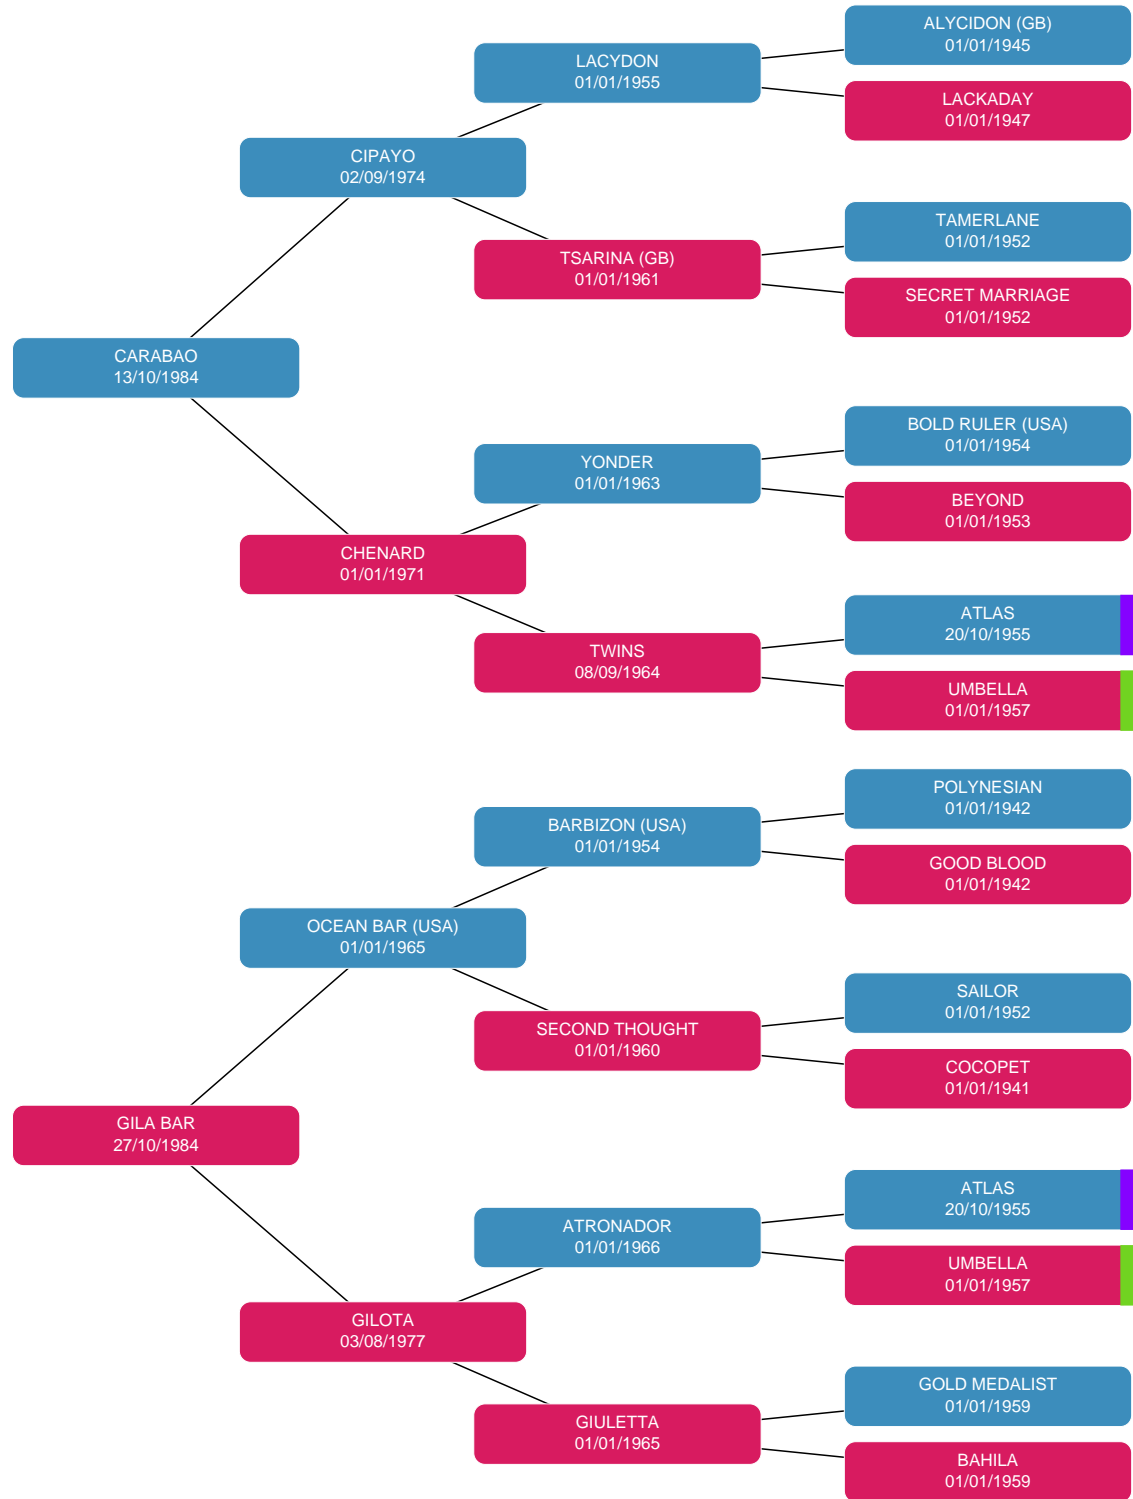 ALYCIDON (GB)
01/01/1945
LACYDON
01/01/1955
LACKADAY
01/01/1947
CIPAYO
02/09/1974
TAMERLANE
01/01/1952
TSARINA (GB)
01/01/1961
SECRET MARRIAGE
01/01/1952
CARABAO
13/10/1984
BOLD RULER (USA)
01/01/1954
YONDER
01/01/1963
BEYOND
01/01/1953
CHENARD
01/01/1971
ATLAS
20/10/1955
TWINS
08/09/1964
UMBELLA
01/01/1957
POLYNESIAN
01/01/1942
BARBIZON (USA)
01/01/1954
GOOD BLOOD
01/01/1942
OCEAN BAR (USA)
01/01/1965
SAILOR
01/01/1952
SECOND THOUGHT
01/01/1960
COCOPET
01/01/1941
GILA BAR
27/10/1984
ATLAS
20/10/1955
ATRONADOR
01/01/1966
UMBELLA
01/01/1957
GILOTA
03/08/1977
GOLD MEDALIST
01/01/1959
GIULETTA
01/01/1965
BAHILA
01/01/1959